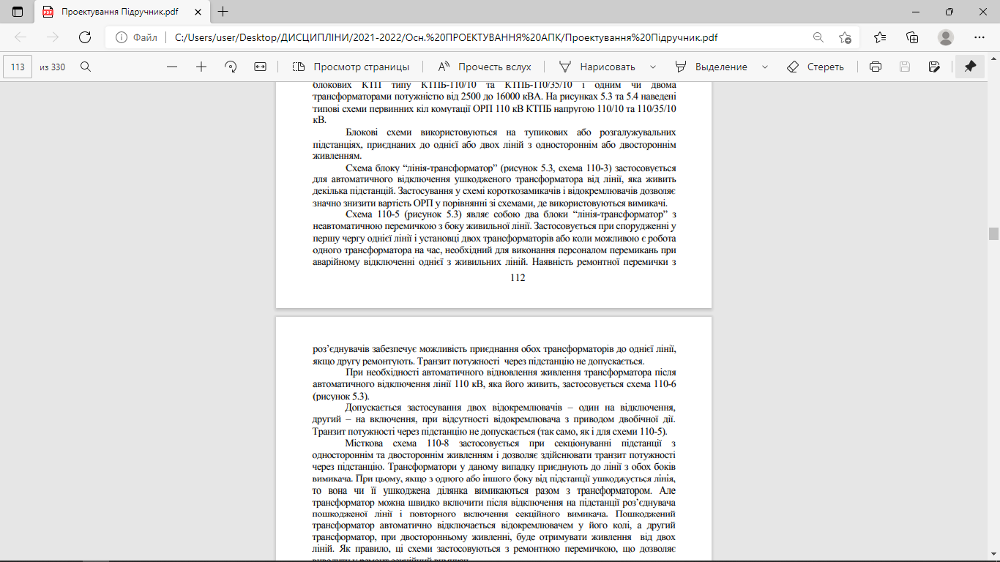 Проектування Підручник.pdf
Файл
C:/Users/user/Desktop/ДИСЦИПЛІНИ/2021-2022/Осн.%20ПРОЕКТУВАННЯ%20АПК/Проектування%20Підручник.pdf
113 из 330
Просмотр страницы
Прочесть вслух
Нарисовать
Выделение
Стереть
блокових КТП типу КТПБ-110/10 та КТПБ-110/35/10 і одним чи двома
трансформаторами потужністю від 2500 до 16000 кВА. На рисунках 5.3 та 5.4 наведені
типові схеми первинних кіл комутації ОРП 110 кВ КТПБ напругою 110/10 та 110/35/10
кВ.
Блокові схеми використовуються на тупикових або розгалужувальних
підстанціях, приєднаних до однієї або двох ліній з одностороннім або двостороннім
живленням.
Схема блоку “лінія-трансформатор” (рисунок 5.3, схема 110-3) застосовується
для автоматичного відключення ушкодженого трансформатора від лінії, яка живить
декілька підстанцій. Застосування у схемі короткозамикачів і відокремлювачів дозволяє
значно знизити вартість ОРП у порівнянні зі схемами, де використовуються вимикачі.
Схема 110-5 (рисунок 5.3) являє собою два блоки “лінія-трансформатор” з
неавтоматичною перемичкою з боку живильної лінії. Застосовується при спорудженні у
першу чергу однієї лінії і установці двох трансформаторів або коли можливою є робота
одного трансформатора на час, необхідний для виконання персоналом перемикань при
аварійному відключенні однієї з живильних ліній. Наявність ремонтної перемички з
112
роз’єднувачів забезпечує можливість приєднання обох трансформаторів до однієї лінії,
якщо другу ремонтують. Транзит потужності через підстанцію не допускається.
При необхідності автоматичного відновлення живлення трансформатора після
автоматичного відключення лінії 110 кВ, яка його живить, застосовується схема 110-6
(рисунок 5.3).
Допускається застосування двох відокремлювачів – один на відключення,
другий – на включення, при відсутності відокремлювача з приводом двобічної дії.
Транзит потужності через підстанцію не допускається (так само, як і для схеми 110-5).
Місткова схема 110-8 застосовується при секціонуванні підстанції з
одностороннім та двостороннім живленням і дозволяє здійснювати транзит потужності
через підстанцію. Трансформатори у даному випадку приєднують до лінії з обох боків
вимикача. При цьому, якщо з одного або іншого боку від підстанції ушкоджується лінія,
то вона чи її ушкоджена ділянка вимикаються разом з трансформатором. Але
трансформатор можна швидко включити після відключення на підстанції роз’єднувача
пошкодженої лінії і повторного включення секційного вимикача. Пошкоджений
трансформатор автоматично відключається відокремлювачем у його колі, а другий
трансформатор, при двосторонньому живленні, буде отримувати живлення від двох
ліній. Як правило, ці схеми застосовуються з ремонтною перемичкою, що дозволяє